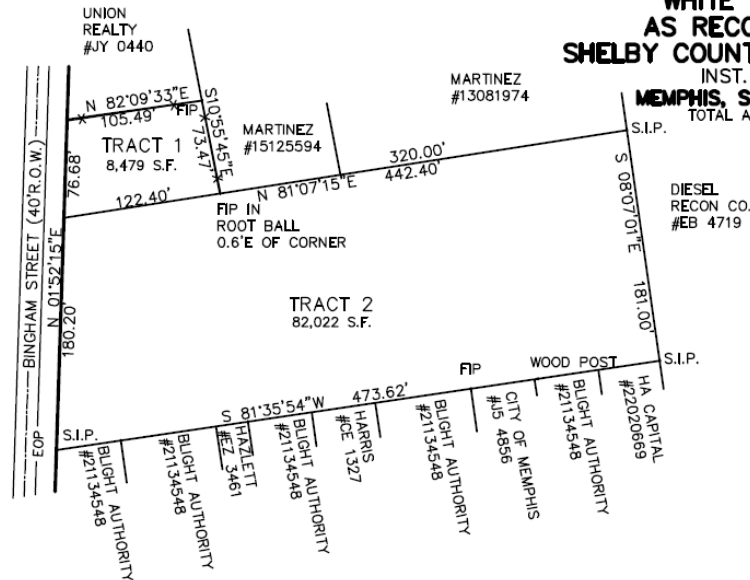 UNION
REALTY
#JY 0440
WHITE
AS RECO
SHELBY COUNT
INST.
MEMPHIS, S
TOTAL A
MARTINEZ
#13081974
N 82°09'33"E
105.49'
FIP
S10°55'45"E
73.47'
TRACT 1
8,479 S.F.
MARTINEZ
#15125594
S.I.P.
320.00'
442.40'
N 81°07'15"E
122.40'
76.68'
FIP IN
ROOT BALL
0.6'E OF CORNER
S 08°07'01"E
181.00'
DIESEL
RECON CO.
#EB 4719
BINGHAM STREET (40'R.O.W.)
N 01°52'15"E
180.20'
EOP
TRACT 2
82,022 S.F.
FIP
WOOD POST
S.I.P.
S 81°35'54"W
473.62'
S.I.P.
BLIGHT AUTHORITY
#21134548
BLIGHT AUTHORITY
#21134548
HAZLETT
#EZ 3461
BLIGHT AUTHORITY
#21134548
HARRIS
#CE 1327
BLIGHT AUTHORITY
#21134548
CITY OF MEMPHIS
#J5 4856
BLIGHT AUTHORITY
#21134548
HA CAPITAL
#22020669